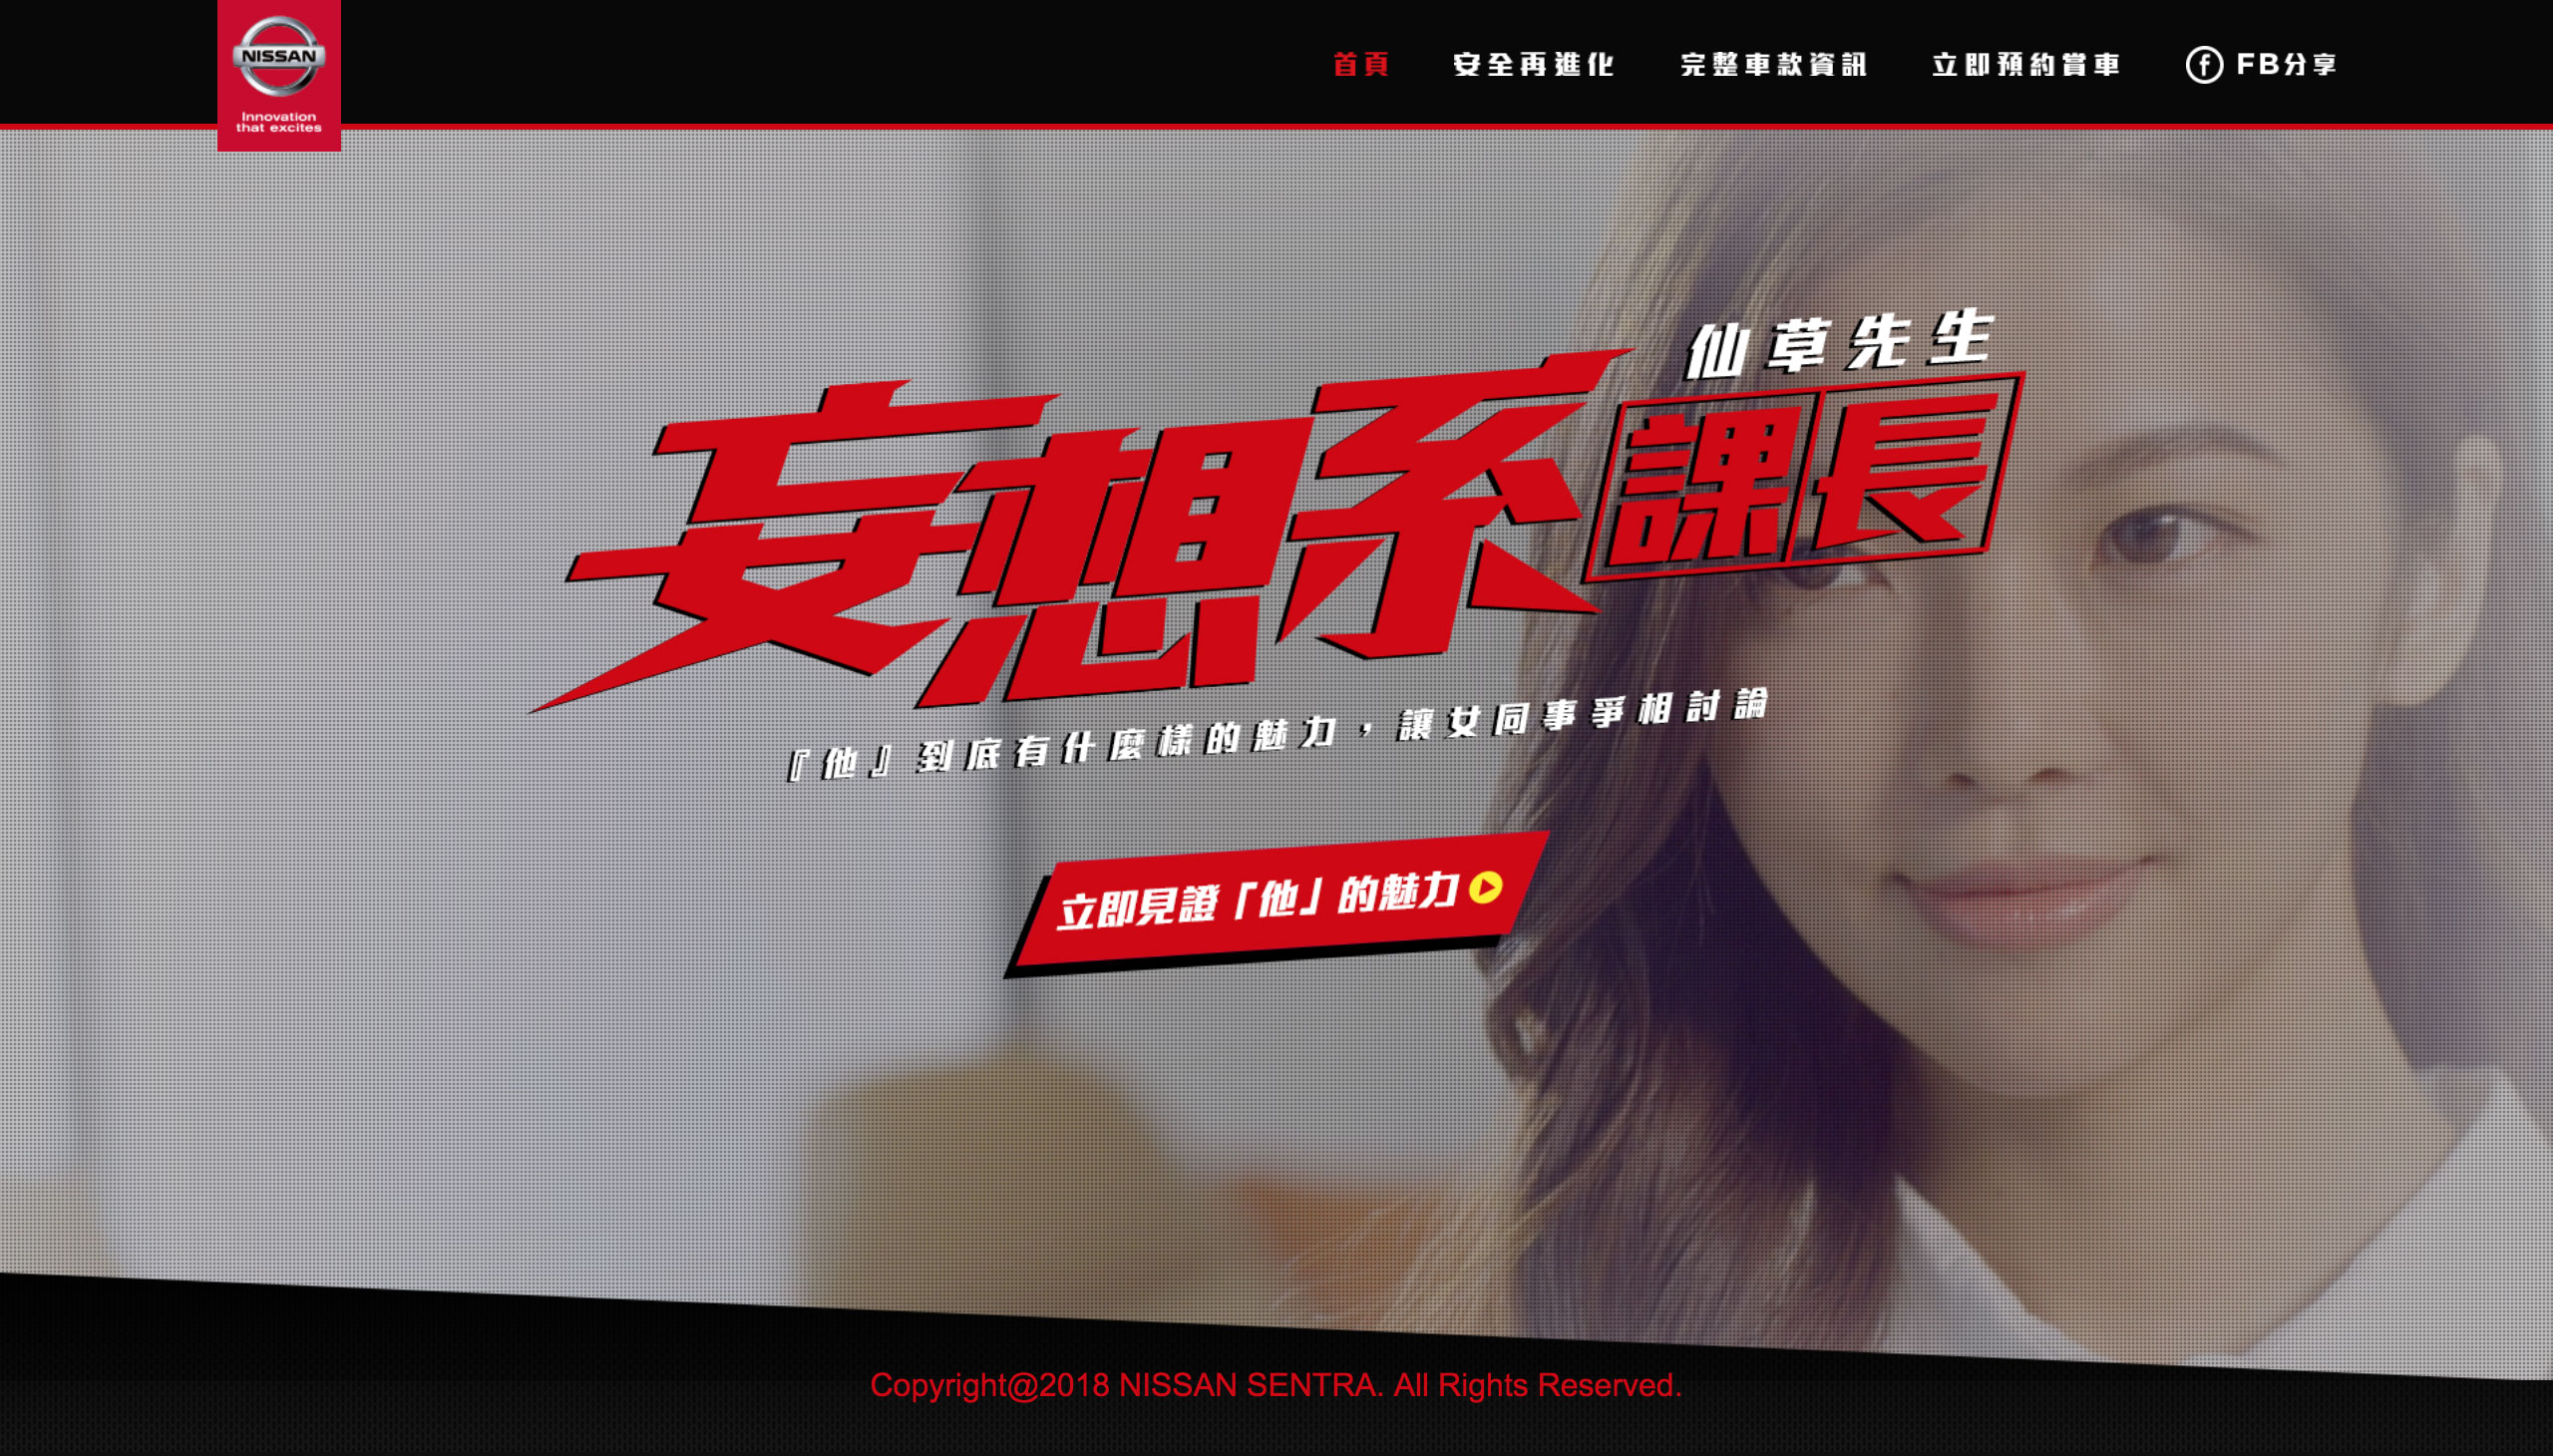 NISSAN
Innovation
that excites
首頁 安全再進化 完整車款資訊 立即預約賞車 FB分享
仙草先生
妄想系課長
『他』到底有什麼樣的魅力，讓女同事爭相討論
立即見證「他」的魅力
Copyright@2018 NISSAN SENTRA. All Rights Reserved.